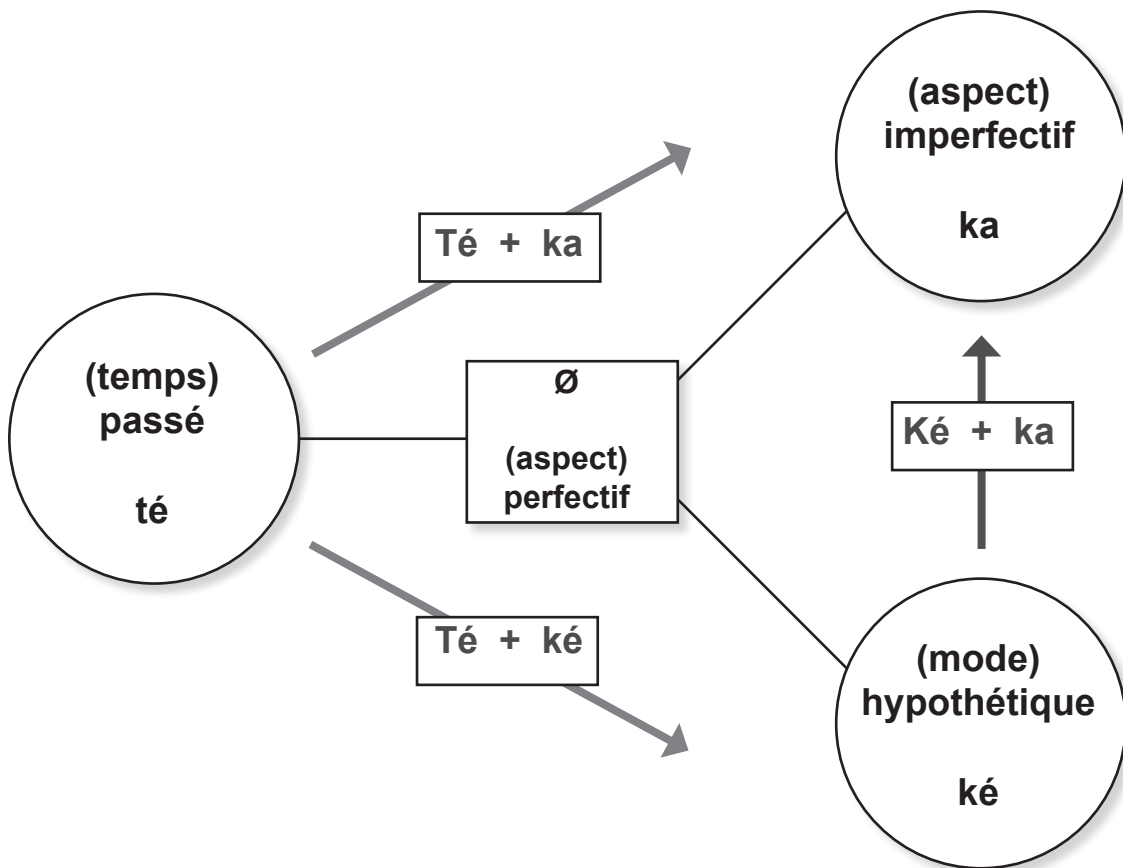 (aspect)
imperfectif
ka
Té + ka
(temps)
passé
té
Ø
(aspect)
perfectif
Ké + ka
Té + ké
(mode)
hypothétique
ké